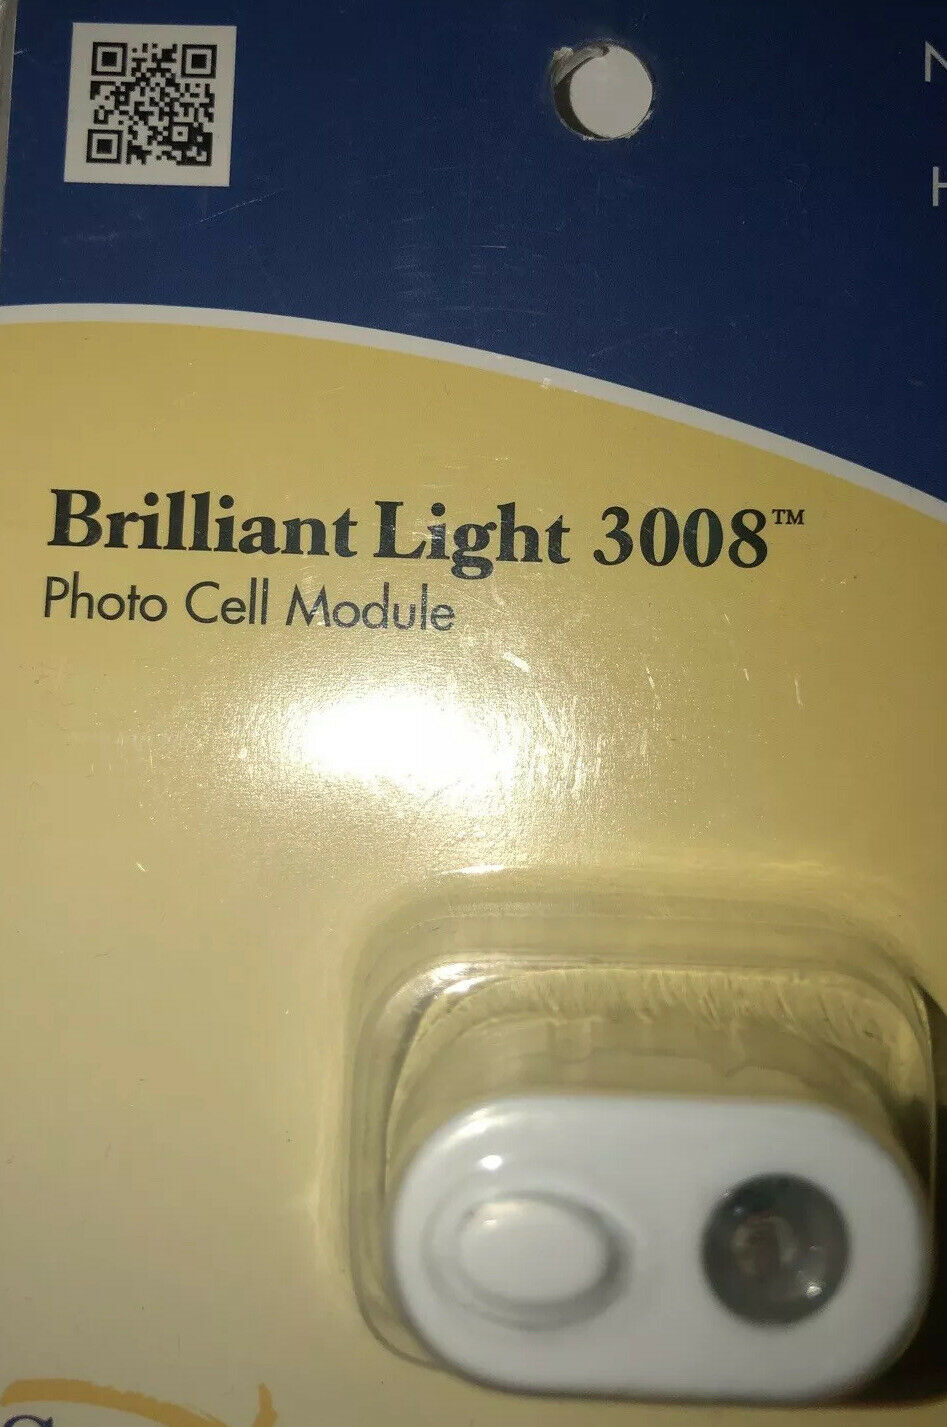 N
H
Brilliant Light 3008™
Photo Cell Module